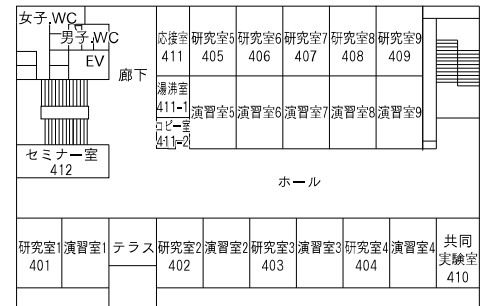 女子.WC
男子.WC
EV
廊下
応接室
411
研究室5
405
研究室6
406
研究室7
407
研究室8
408
研究室9
409
湯沸室
411-1
コピー室
411-2
演習室5
演習室6
演習室7
演習室8
演習室9
セミナー室
412
ホール
研究室1
401
演習室1
テラス
研究室2
402
演習室2
研究室3
403
演習室3
研究室4
404
演習室4
共同
実験室
410